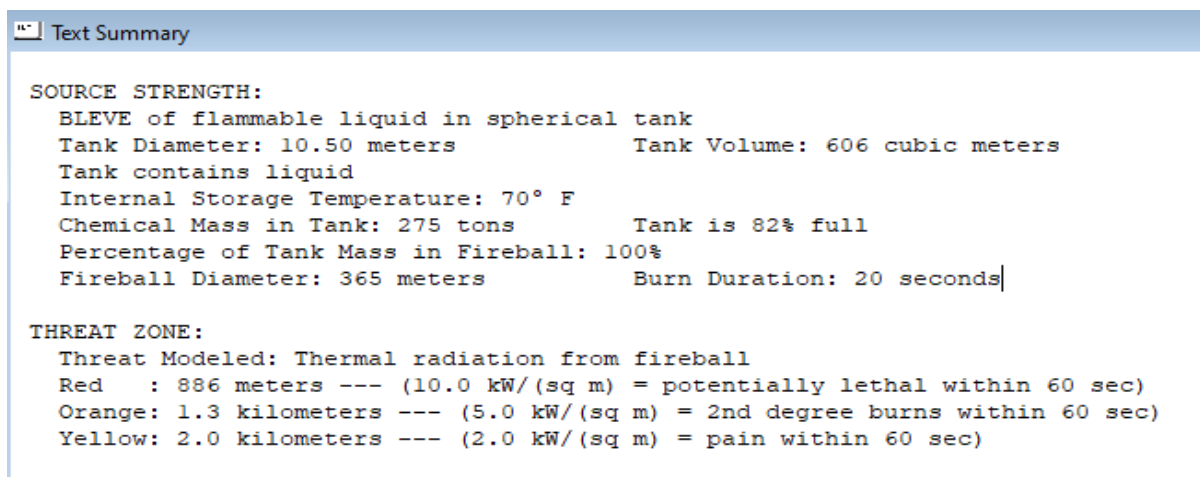 Text Summary
SOURCE STRENGTH:
BLEVE of flammable liquid in spherical tank
Tank Diameter: 10.50 meters Tank Volume: 606 cubic meters
Tank contains liquid
Internal Storage Temperature: 70° F
Chemical Mass in Tank: 275 tons Tank is 82% full
Percentage of Tank Mass in Fireball: 100%
Fireball Diameter: 365 meters Burn Duration: 20 seconds
THREAT ZONE:
Threat Modeled: Thermal radiation from fireball
Red : 886 meters --- (10.0 kW/(sq m) = potentially lethal within 60 sec)
Orange: 1.3 kilometers --- (5.0 kW/(sq m) = 2nd degree burns within 60 sec)
Yellow: 2.0 kilometers --- (2.0 kW/(sq m) = pain within 60 sec)